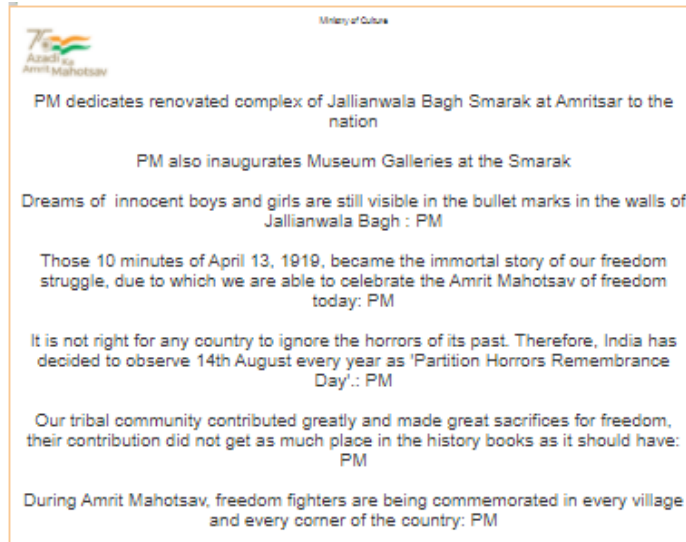 Ministry of Culture
75
Azadi Ka
Amrit Mahotsav
PM dedicates renovated complex of Jallianwala Bagh Smarak at Amritsar to the
nation
PM also inaugurates Museum Galleries at the Smarak
Dreams of innocent boys and girls are still visible in the bullet marks in the walls of
Jallianwala Bagh : PM
Those 10 minutes of April 13, 1919, became the immortal story of our freedom
struggle, due to which we are able to celebrate the Amrit Mahotsav of freedom
today: PM
It is not right for any country to ignore the horrors of its past. Therefore, India has
decided to observe 14th August every year as 'Partition Horrors Remembrance
Day'.: PM
Our tribal community contributed greatly and made great sacrifices for freedom,
their contribution did not get as much place in the history books as it should have:
PM
During Amrit Mahotsav, freedom fighters are being commemorated in every village
and every corner of the country: PM